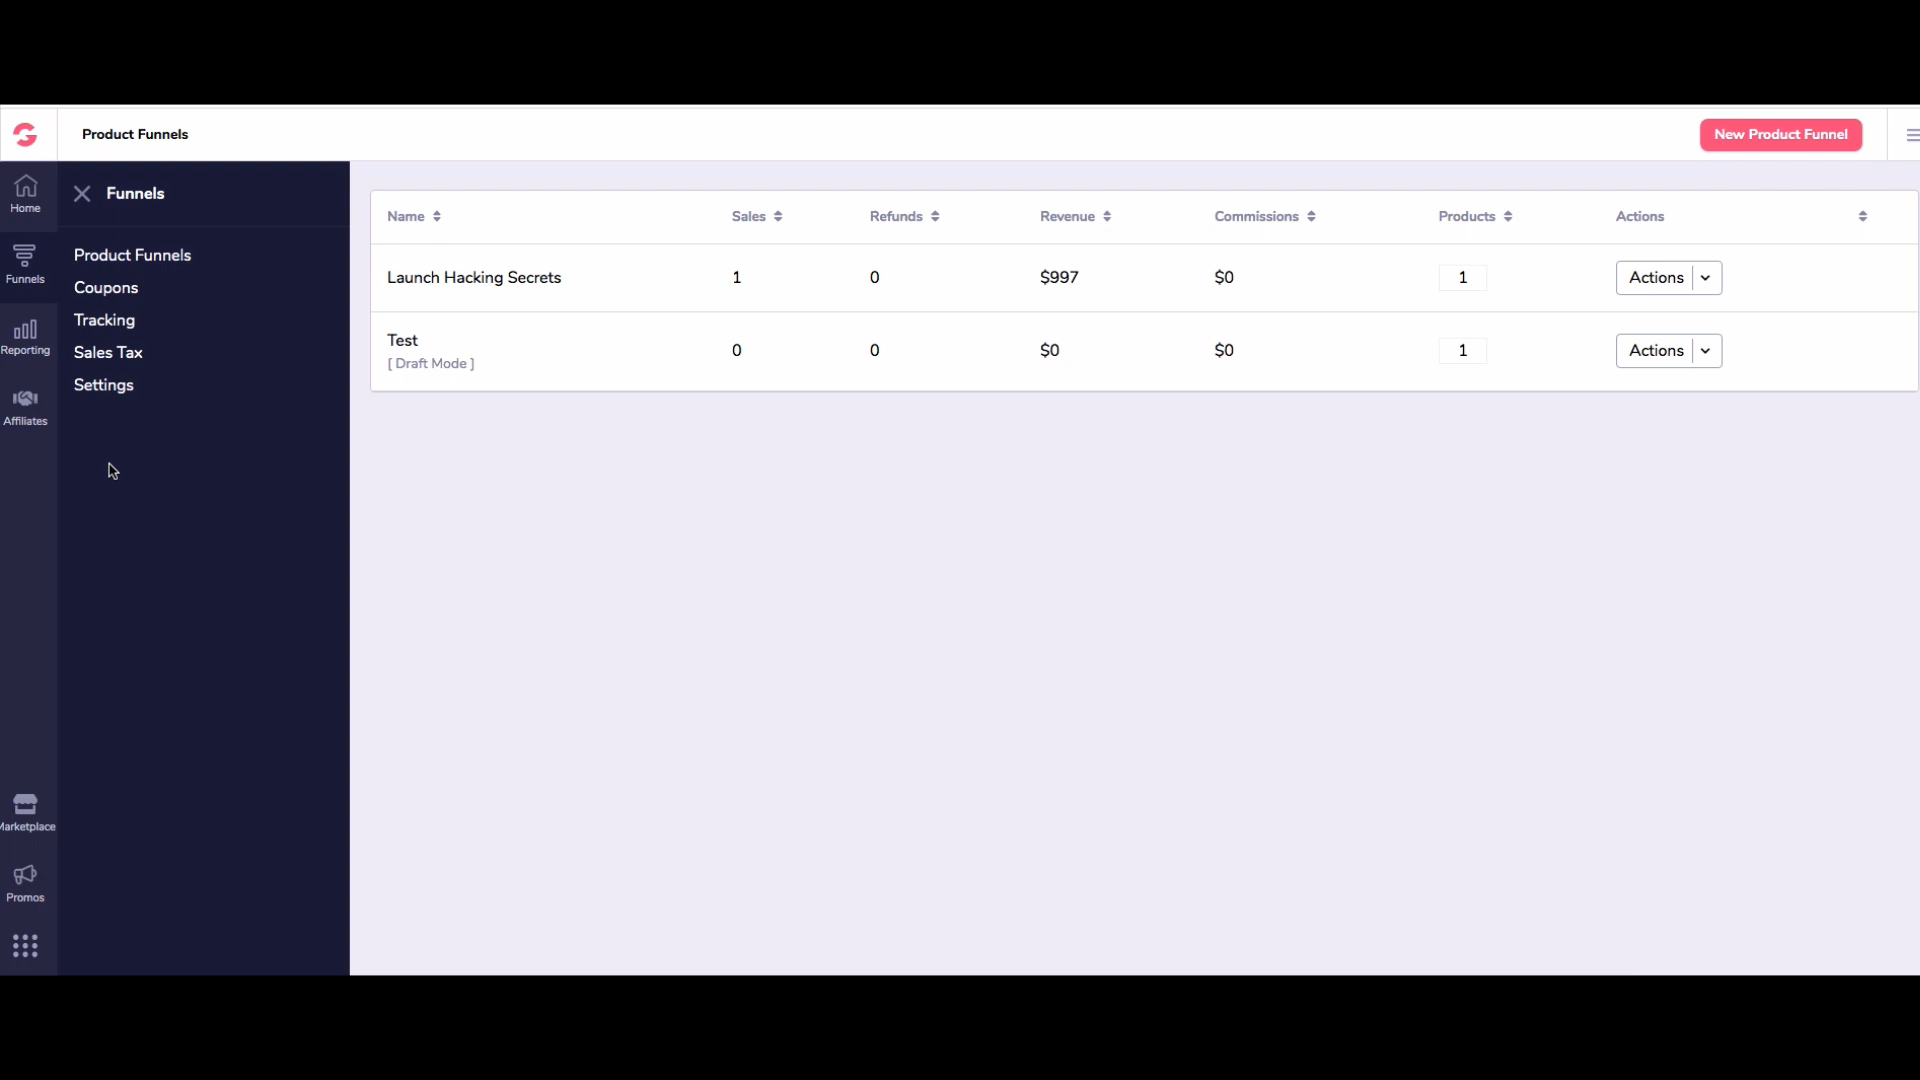 Product Funnels
New Product Funnel
Home
Funnels
Reporting
Affiliates
Marketplace
Promos
Funnels
Product Funnels
Coupons
Tracking
Sales Tax
Settings
Name Sales Refunds Revenue Commissions Products Actions
Launch Hacking Secrets 1 0 $997 $0 1 Actions
Test 0 0 $0 $0 1 Actions
[ Draft Mode ]